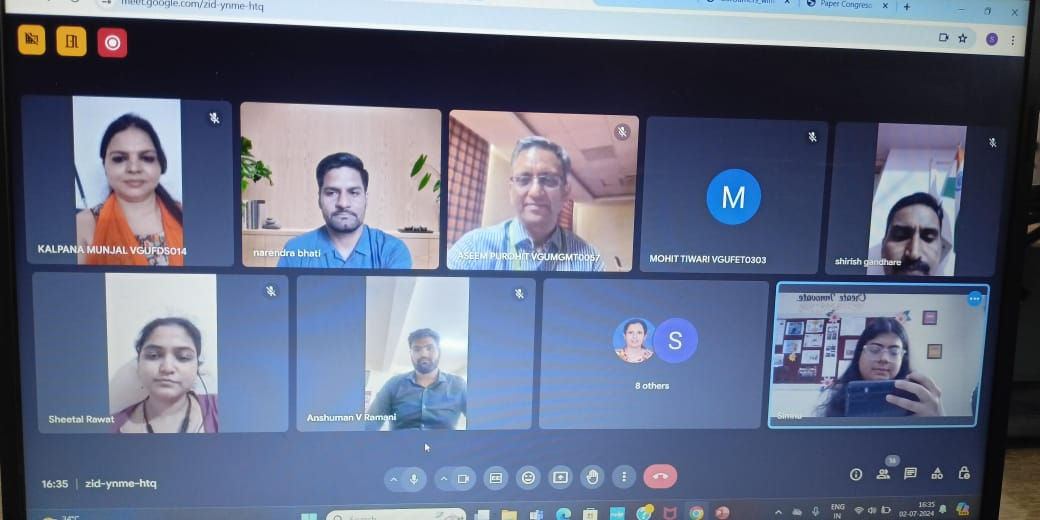 meet.google.com/zid-ynme-htq
Paper Congress
S
KALPANA MUNJAL VGUFDS014
narendra bhati
ASEEM PUROHIT VGUMGMT0057
M
MOHIT TIWARI VGUFET0303
shirish gandhare
Sheetal Rawat
Anshuman V Ramani
S
8 others
Create Innovate
16:35 | zid-ynme-htq
34°C
Search
ENG
IN
16:35
02-07-2024